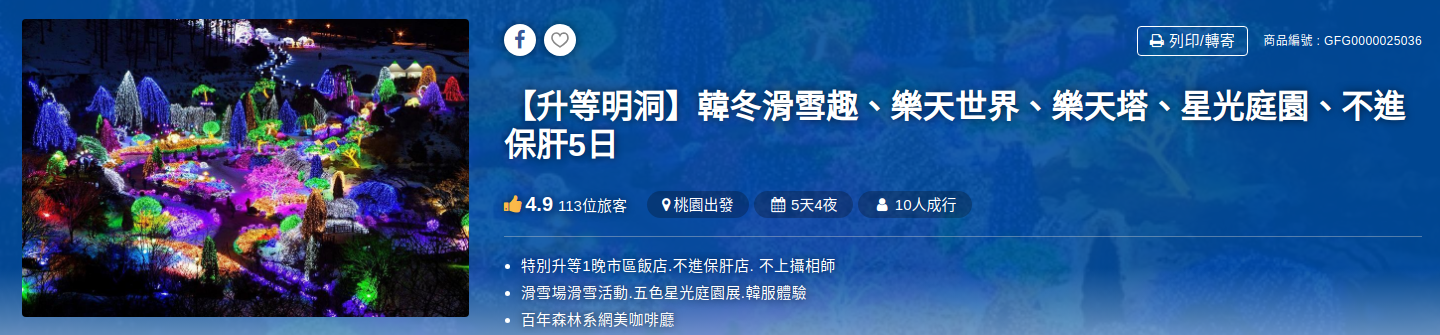 列印/轉寄
商品編號 : GFG0000025036
【升等明洞】韓冬滑雪趣、樂天世界、樂天塔、星光庭園、不進
保肝5日
4.9 113位旅客 桃園出發 5天4夜 10人成行
特別升等1晚市區飯店.不進保肝店. 不上攝相師
滑雪場滑雪活動.五色星光庭園展.韓服體驗
百年森林系網美咖啡廳